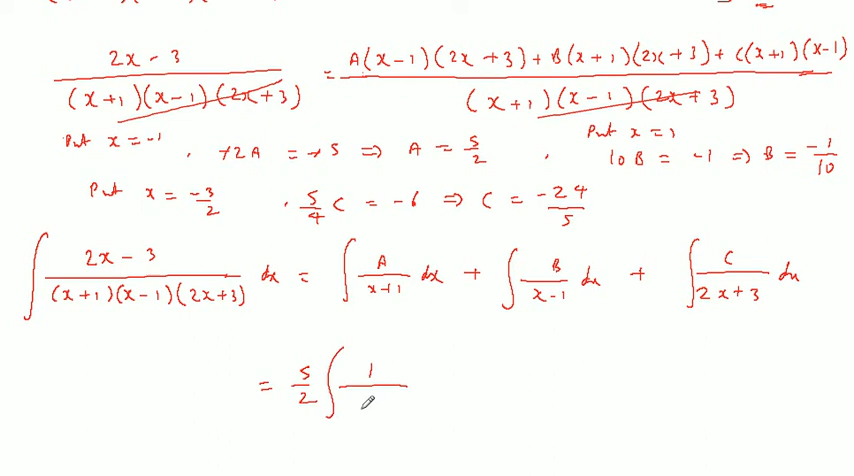 2x - 3 / (x+1)(x-1)(2x+3) = A(x-1)(2x+3) + B(x+1)(2x+3) + C(x+1)(x-1) / (x+1)(x-1)(2x+3)
Put x = -1 , -2A = -5 ⇒ A = 5/2 , Put x = 1
10B = -1 ⇒ B = -1/10
Put x = -3/2 , 5/4 C = -6 ⇒ C = -24/5
∫ 2x - 3 / (x+1)(x-1)(2x+3) dx = ∫ A / x+1 dx + ∫ B / x-1 dx + ∫ C / 2x+3 dx
= 5/2 ∫ 1 /